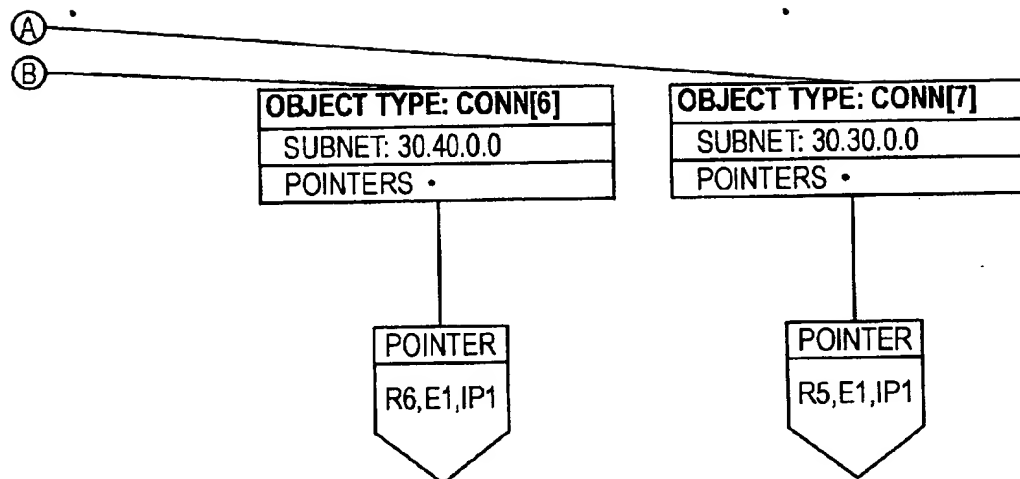 A
B
OBJECT TYPE: CONN[6]
SUBNET: 30.40.0.0
POINTERS
OBJECT TYPE: CONN[7]
SUBNET: 30.30.0.0
POINTERS
POINTER
R6,E1,IP1
POINTER
R5,E1,IP1